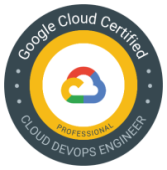 Google Cloud Certified
PROFESSIONAL
CLOUD DEVOPS ENGINEER